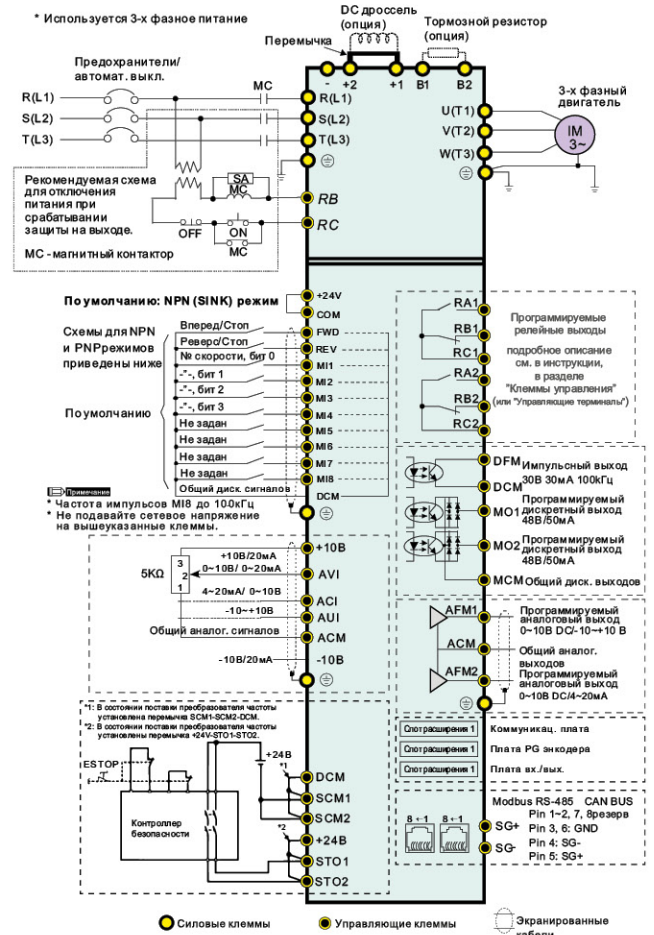 * Используется 3-х фазное питание
DC дроссель
(опция)
Тормозной резистор
(опция)
Перемычка
Предохранители/
автомат. выкл.
MC
- +2 +1 B1 B2
R(L1) R(L1)
S(L2) S(L2)
T(L3) T(L3)
U(T1)
V(T2)
W(T3)
3-х фазный
двигатель
IM
3~
Рекомендуемая схема
для отключения
питания при
срабатывании
защиты на выходе.
МС -магнитный контактор
SA
MC
OFF
ON
MC
RB
RC
По умолчанию: NPN (SINK) режим
+24V
COM
Схемы для NPN
и PNPрежимов
приведены ниже
По умолчанию
Вперед/Стоп FWD
Реверс/Стоп REV
№ скорости, бит 0 MI1
-"-, бит 1 MI2
-"-, бит 2 MI3
-"-, бит 3 MI4
Не задан MI5
Не задан MI6
Не задан MI7
Не задан MI8
Общий диск. сигналов DCM
Примечание
* Частота импульсов MI8 до 100кГц
* Не подавайте сетевое напряжение
на вышеуказанные клеммы.
RA1
RB1
RC1
RA2
RB2
RC2
Программируемые
релейные выходы
подробное описание
см. в инструкции,
в разделе
"Клеммы управления"
(или "Управляющие терминалы")
DFM Импульсный выход
30В 30мА 100кГц
DCM
MO1 Программируемый
дискретный выход
48В/50мА
MO2 Программируемый
дискретный выход
48В/50мА
MCM Общий диск. выходов
5KΩ
3
2
1
+10В/20мА +10В
0~10В/ 0~20мА AVI
4~20мА/ 0~10В ACI
-10~+10В AUI
Общий аналог. сигналов ACM
-10В/20мА -10В
AFM1 Программируемый
аналоговый выход
0~10В DC/-10~+10 В
ACM Общий аналог.
выходов
AFM2 Программируемый
аналоговый выход
0~10В DC/4~20мА
*1: В состоянии поставки преобразователя частоты
установлена перемычка SCM1-SCM2-DCM.
*2: В состоянии поставки преобразователя частоты
установлены перемычка +24V-STO1-STO2.
ESTOP
Контроллер
безопасности
+24В
*1
DCM
SCM1
SCM2
*2
+24В
STO1
STO2
Слот расширения 1 Коммуникац. плата
Слот расширения 1 Плата PG энкодера
Слот расширения 1 Плата вх./вых.
8←1 8←1
SG+
SG-
Modbus RS-485 CAN BUS
Pin 1~2, 7, 8резерв
Pin 3, 6: GND
Pin 4: SG-
Pin 5: SG+
Силовые клеммы
Управляющие клеммы
Экранированные
кабели